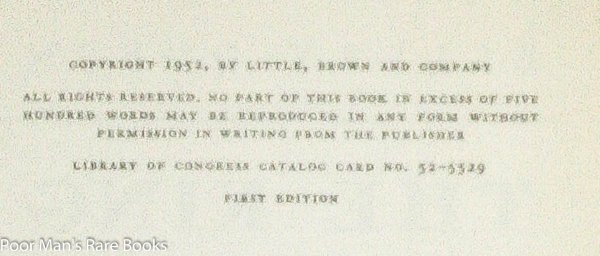 COPYRIGHT 1952, BY LITTLE, BROWN AND COMPANY
ALL RIGHTS RESERVED. NO PART OF THIS BOOK IN EXCESS OF FIVE
HUNDRED WORDS MAY BE REPRODUCED IN ANY FORM WITHOUT
PERMISSION IN WRITING FROM THE PUBLISHER
LIBRARY OF CONGRESS CATALOG CARD NO. 52-5529
FIRST EDITION
Poor Man's Rare Books